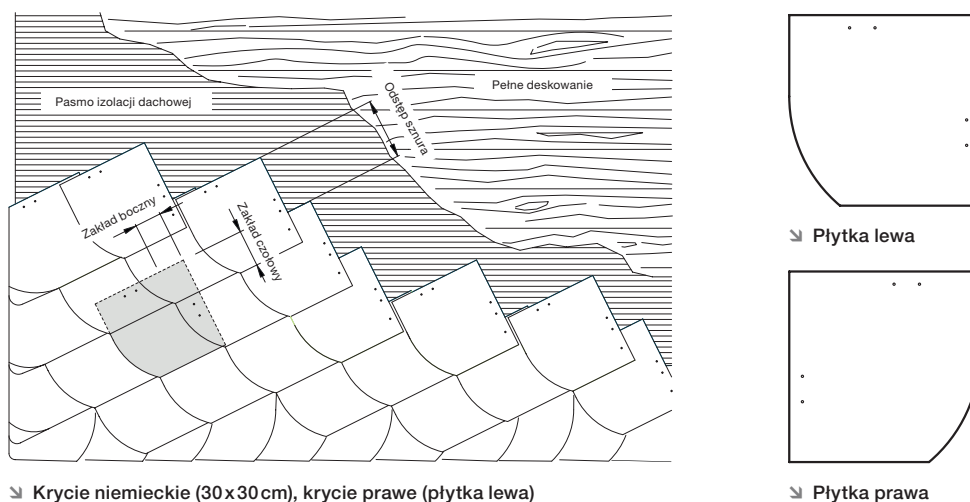 Pasmo izolacji dachowej
Pełne deskowanie
Odstęp sznura
Zakład boczny
Zakład czołowy
Płytka lewa
Krycie niemieckie (30x30cm), krycie prawe (płytka lewa)
Płytka prawa